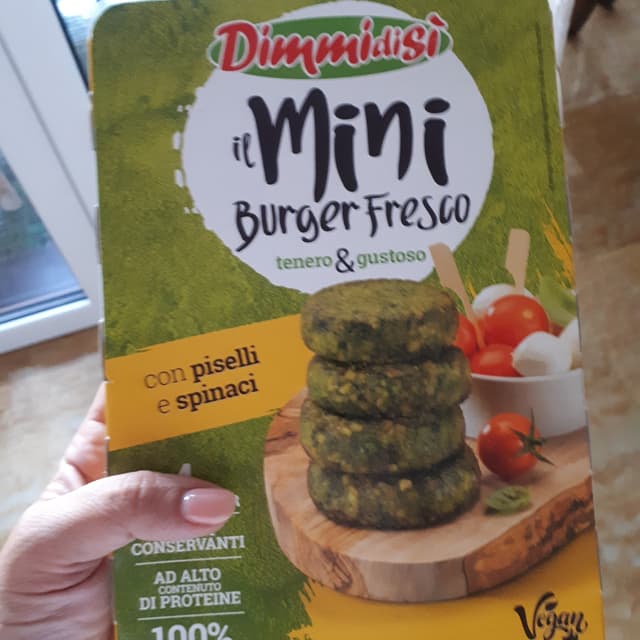 DimmidiSì
il Mini
Burger Fresco
tenero & gustoso
con piselli
e spinaci
CONSERVANTI
AD ALTO
CONTENUTO
DI PROTEINE
100%
Vegan